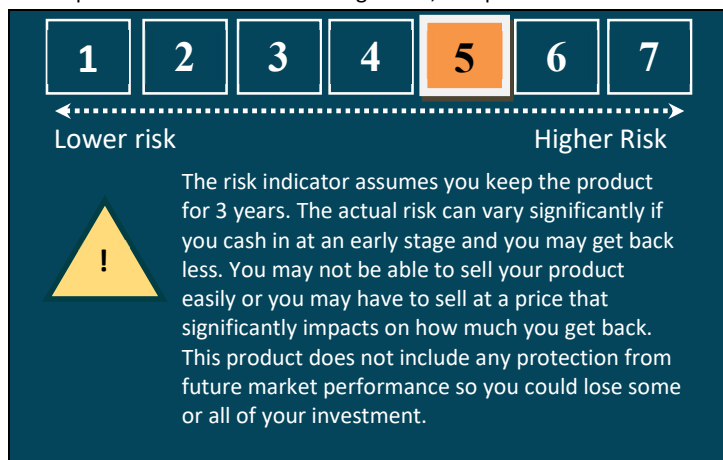 1 2 3 4 5 6 7
Lower risk Higher Risk
The risk indicator assumes you keep the product
for 3 years. The actual risk can vary significantly if
you cash in at an early stage and you may get back
! less. You may not be able to sell your product
easily or you may have to sell at a price that
significantly impacts on how much you get back.
This product does not include any protection from
future market performance so you could lose some
or all of your investment.